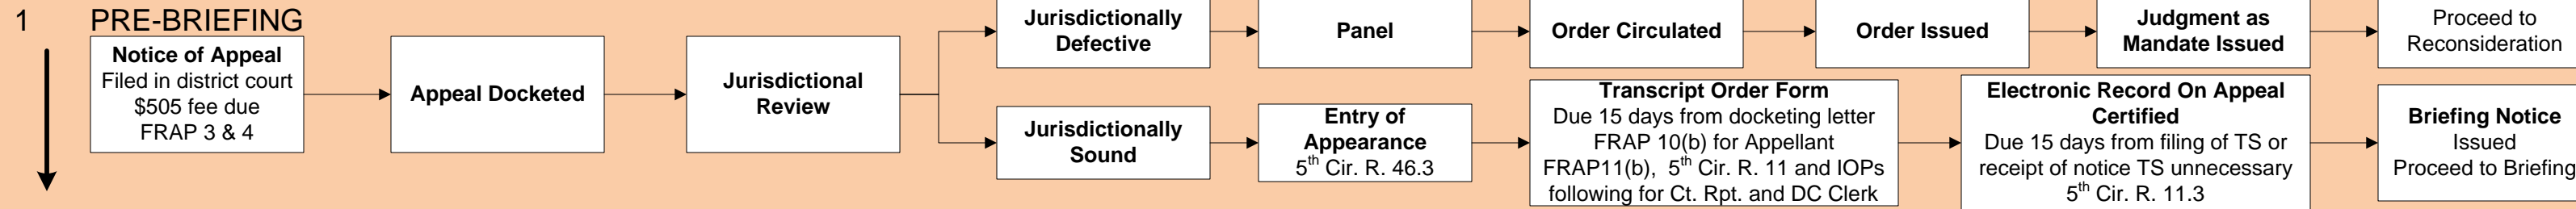 1 PRE-BRIEFING
Notice of Appeal
Filed in district court
$505 fee due
FRAP 3 & 4
Appeal Docketed
Jurisdictional
Review
Jurisdictionally
Defective
Panel
Order Circulated
Order Issued
Judgment as
Mandate Issued
Proceed to
Reconsideration
Jurisdictionally
Sound
Entry of
Appearance
5th Cir. R. 46.3
Transcript Order Form
Due 15 days from docketing letter
FRAP 10(b) for Appellant
FRAP11(b), 5th Cir. R. 11 and IOPs
following for Ct. Rpt. and DC Clerk
Electronic Record On Appeal
Certified
Due 15 days from filing of TS or
receipt of notice TS unnecessary
5th Cir. R. 11.3
Briefing Notice
Issued
Proceed to Briefing